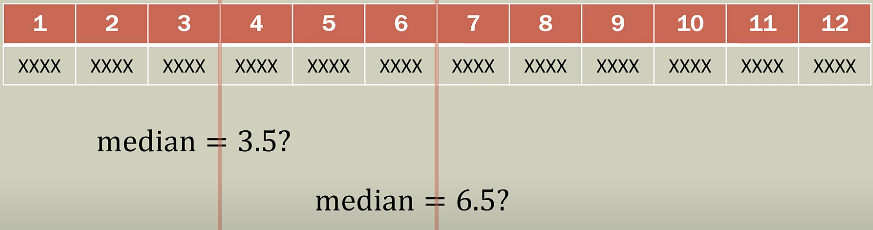 1 2 3 4 5 6 7 8 9 10 11 12
XXXX XXXX XXXX XXXX XXXX XXXX XXXX XXXX XXXX XXXX XXXX XXXX
median = 3.5?
median = 6.5?